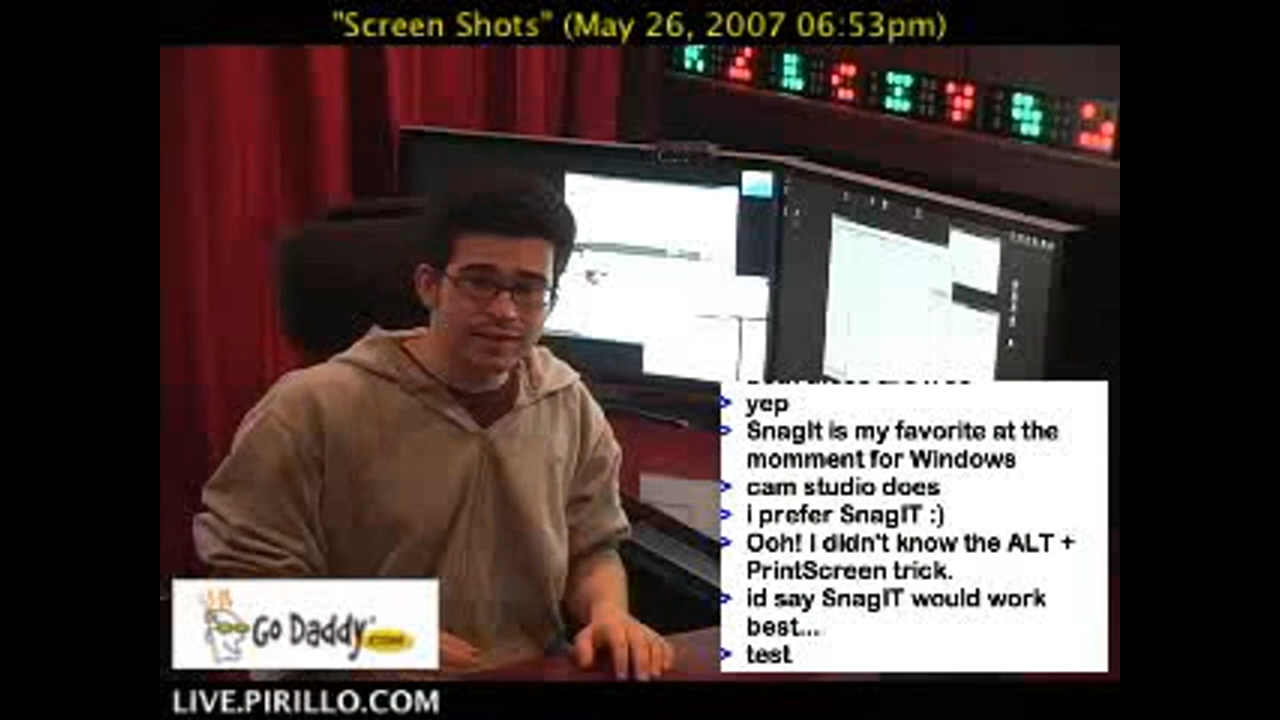 "Screen Shots" (May 26, 2007 06:53pm)
yep
SnagIt is my favorite at the
momment for Windows
cam studio does
i prefer SnagIT :)
Ooh! I didn't know the ALT +
PrintScreen trick.
id say SnagIT would work
best...
test
Go Daddy
.com
LIVE.PIRILLO.COM